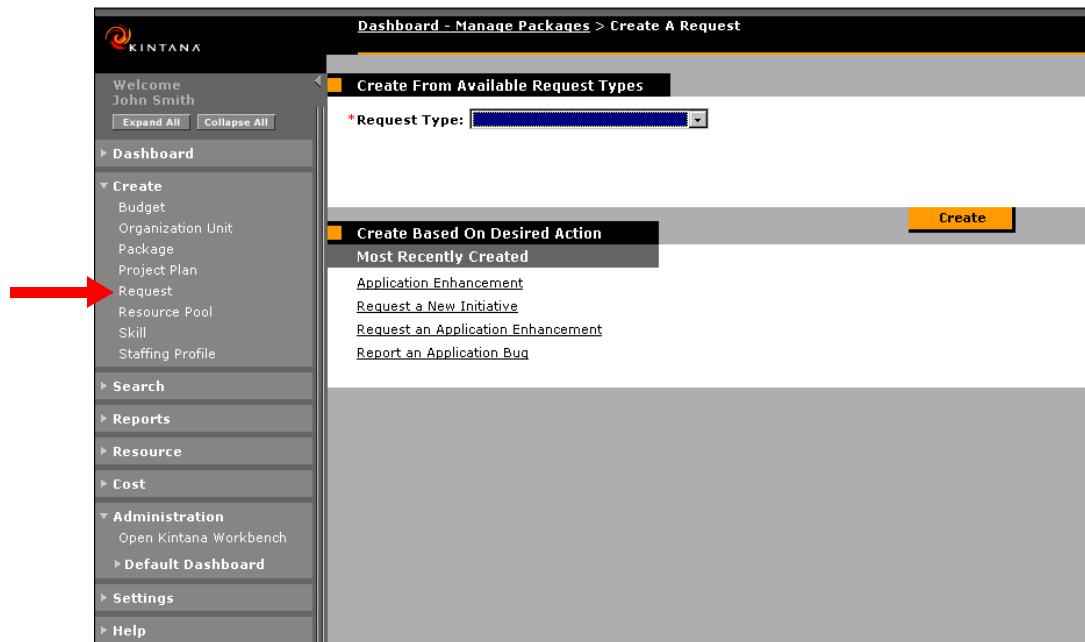 KINTANA
Dashboard - Manage Packages > Create A Request
Welcome
John Smith
Expand All Collapse All
Dashboard
Create
Budget
Organization Unit
Package
Project Plan
Request
Resource Pool
Skill
Staffing Profile
Search
Reports
Resource
Cost
Administration
Open Kintana Workbench
Default Dashboard
Settings
Help
Create From Available Request Types
*Request Type:
Create
Create Based On Desired Action
Most Recently Created
Application Enhancement
Request a New Initiative
Request an Application Enhancement
Report an Application Bug